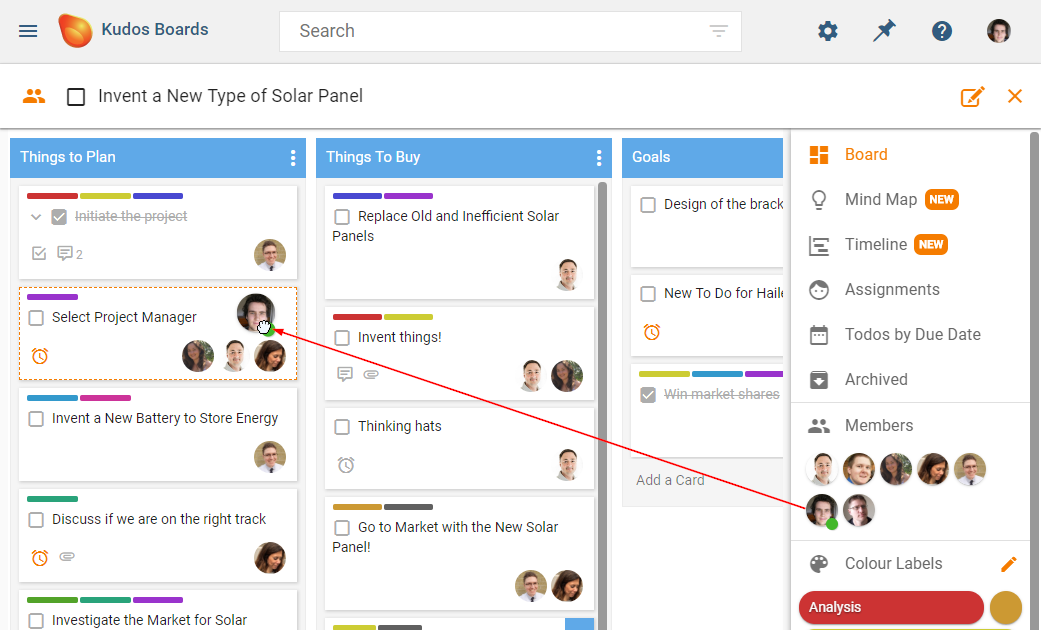 Kudos Boards
Search
Invent a New Type of Solar Panel
Things to Plan
Initiate the project
2
Select Project Manager
Invent a New Battery to Store Energy
Discuss if we are on the right track
Investigate the Market for Solar
Things To Buy
Replace Old and Inefficient Solar
Panels
Invent things!
Thinking hats
Go to Market with the New Solar
Panel!
Goals
Design of the brack
New To Do for Haile
Win market shares
Add a Card
Board
Mind Map NEW
Timeline NEW
Assignments
Todos by Due Date
Archived
Members
Colour Labels
Analysis